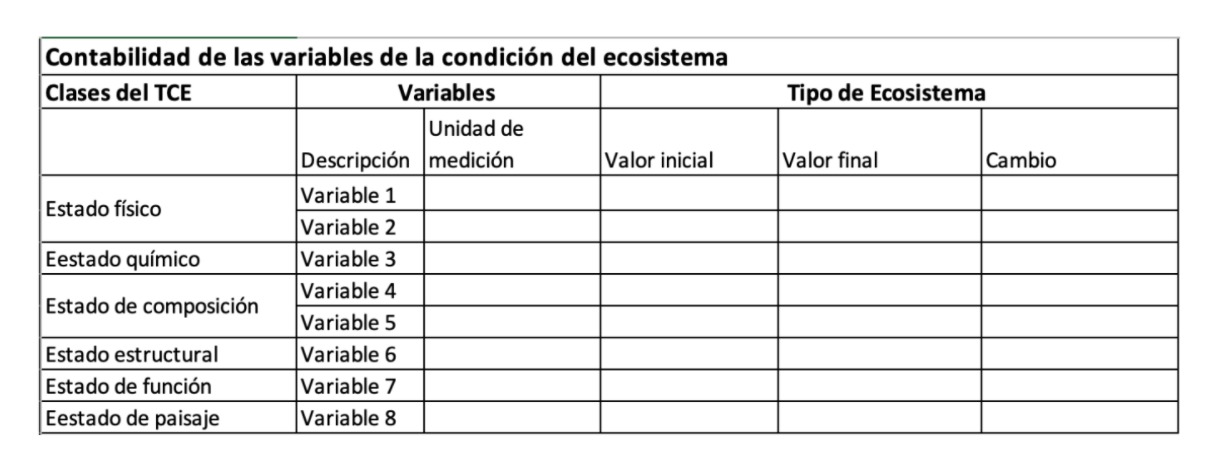 Contabilidad de las variables de la condición del ecosistema
Clases del TCE Variables Tipo de Ecosistema
Descripción Unidad de medición Valor inicial Valor final Cambio
Estado físico Variable 1
Variable 2
Eestado químico Variable 3
Estado de composición Variable 4
Variable 5
Estado estructural Variable 6
Estado de función Variable 7
Eestado de paisaje Variable 8